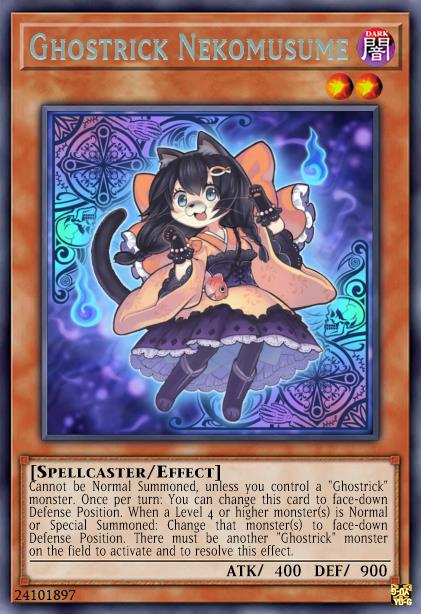 GHOSTRICK NEKOMUSUME
DARK
闇
[SPELLCASTER/EFFECT]
Cannot be Normal Summoned, unless you control a "Ghostrick"
monster. Once per turn: You can change this card to face-down
Defense Position. When a Level 4 or higher monster(s) is Normal
or Special Summoned: Change that monster(s) to face-down
Defense Position. There must be another "Ghostrick" monster
on the field to activate and to resolve this effect.
ATK/ 400 DEF/ 900
24101897